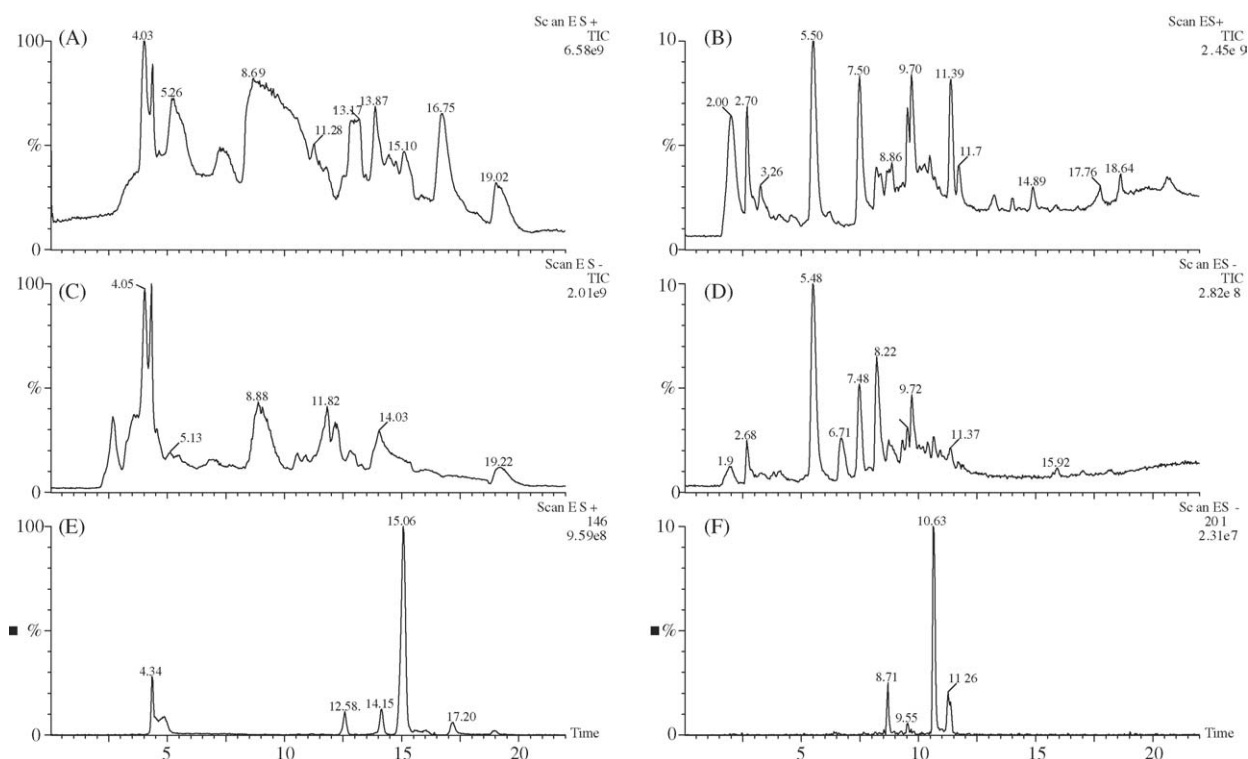 (A)
Scan ES+
TIC
6.58e9
100
%
0
4.03
5.26
8.69
11.28
13.17
13.87
15.10
16.75
19.02
(B)
Scan ES+
TIC
2.45e 9
10
%
0
2.00
2.70
3.26
5.50
7.50
8.86
9.70
11.39
11.7
14.89
17.76
18.64
(C)
Scan ES -
TIC
2.01e9
100
%
0
4.05
5.13
8.88
11.82
14.03
19.22
(D)
Scan ES -
TIC
2.82e 8
10
%
0
1.9
2.68
5.48
6.71
7.48
8.22
9.72
11.37
15.92
(E)
Scan ES +
146
9.59e8
100
%
0
4.34
12.58.
14.15
15.06
17.20
Time
5 10 15 20
(F)
Scan ES -
201
2.31e7
10
%
0
8.71
9.55
10.63
11 26
Time
5 10 15 20